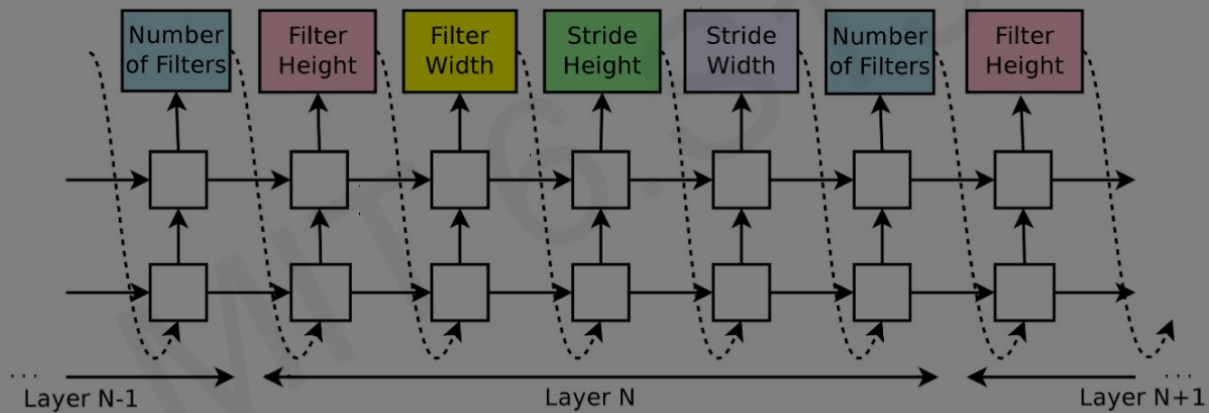 Number
of Filters
Filter
Height
Filter
Width
Stride
Height
Stride
Width
Number
of Filters
Filter
Height
... ...
Layer N-1 Layer N Layer N+1